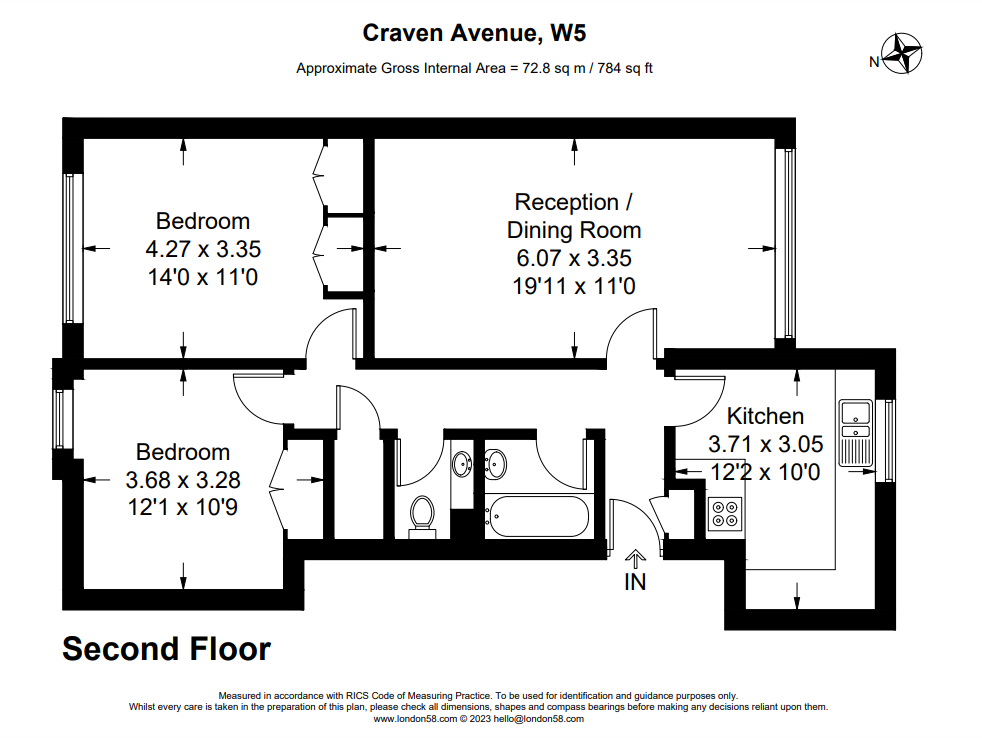 Craven Avenue, W5
Approximate Gross Internal Area = 72.8 sq m / 784 sq ft
N
Bedroom
4.27 x 3.35
14'0 x 11'0
Reception /
Dining Room
6.07 x 3.35
19'11 x 11'0
Bedroom
3.68 x 3.28
12'1 x 10'9
Kitchen
3.71 x 3.05
12'2 x 10'0
IN
Second Floor
Measured in accordance with RICS Code of Measuring Practice. To be used for identification and guidance purposes only.
Whilst every care is taken in the preparation of this plan, please check all dimensions, shapes and compass bearings before making any decisions reliant upon them.
www.london58.com © 2023 hello@london58.com